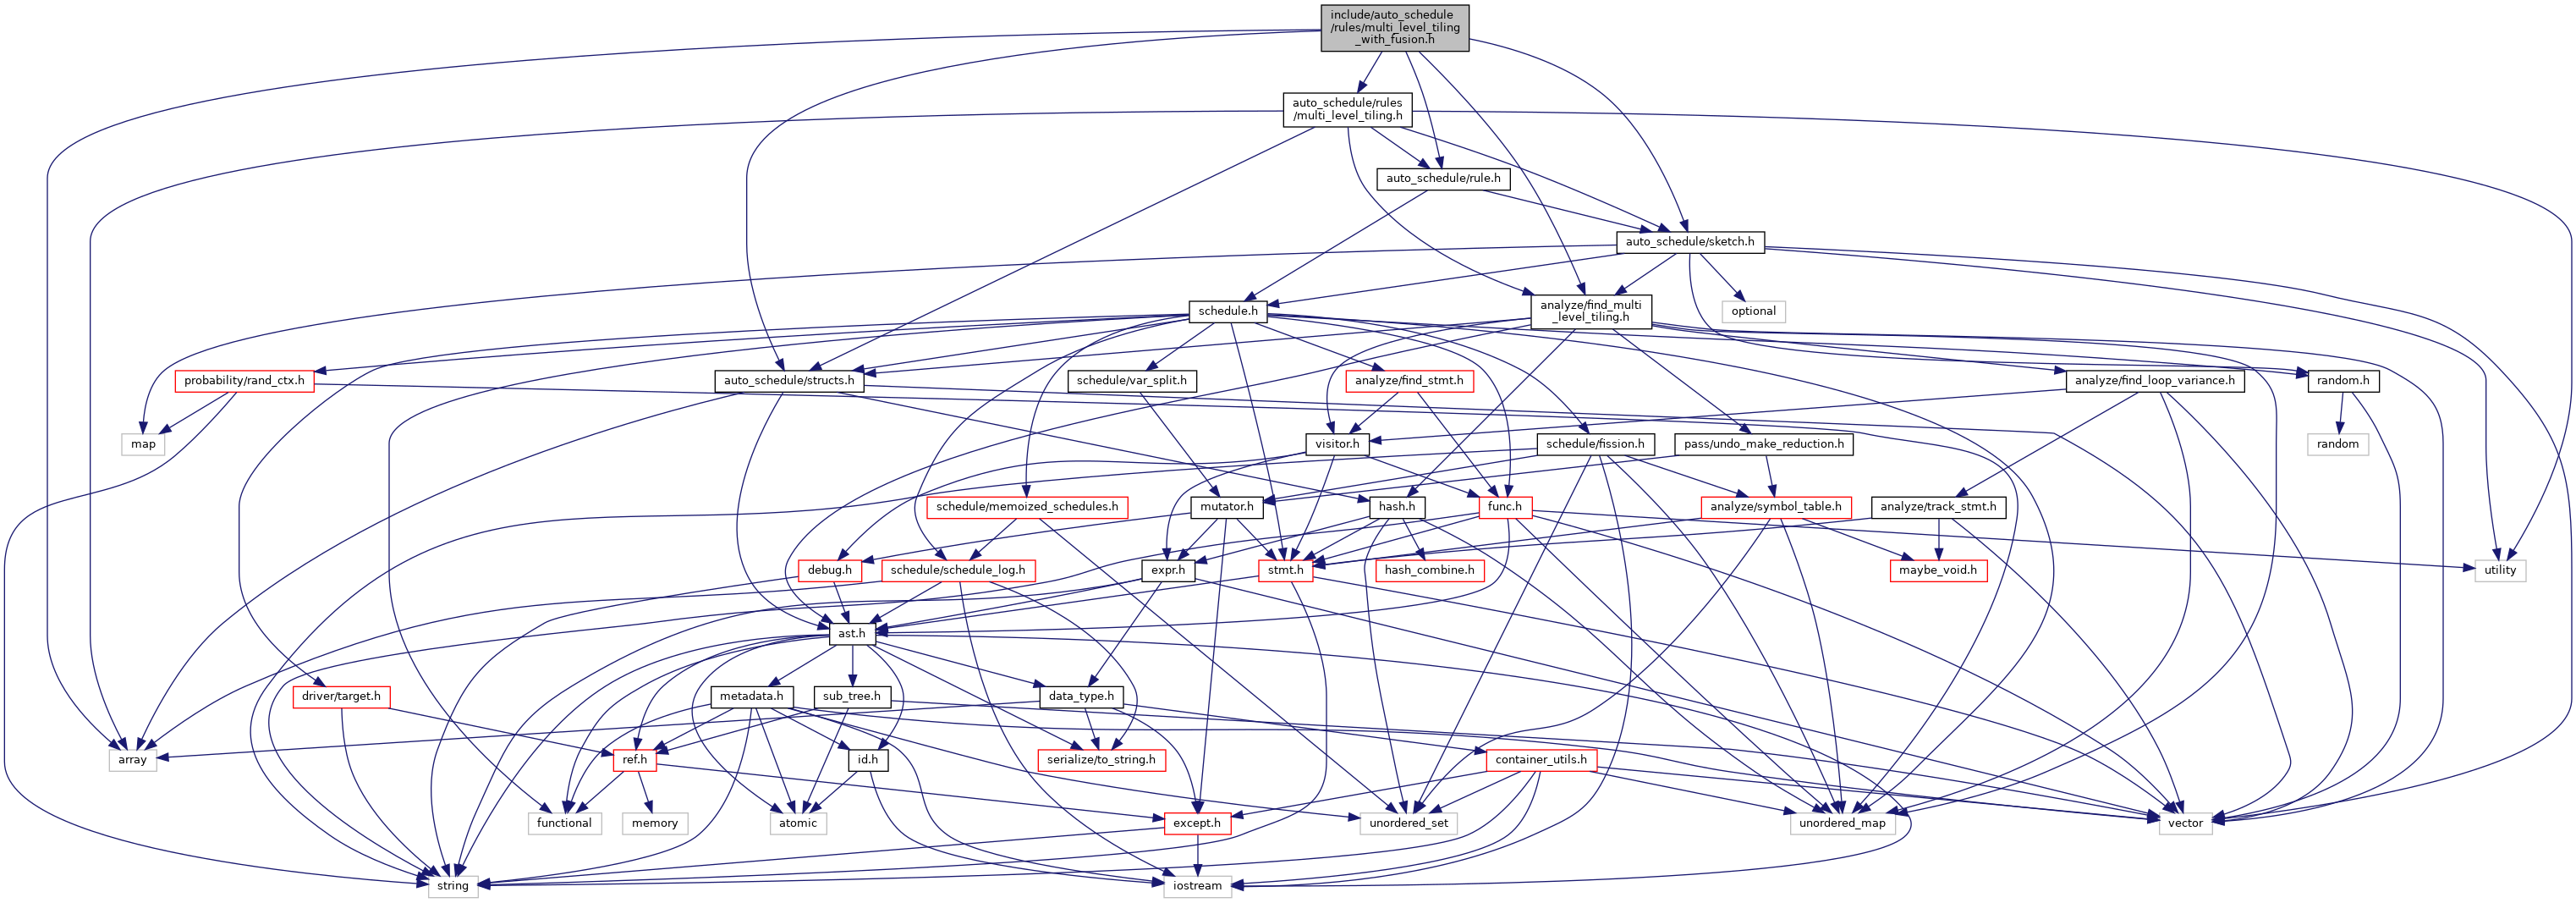 include/auto_schedule
/rules/multi_level_tiling
_with_fusion.h
auto_schedule/rules
/multi_level_tiling.h
auto_schedule/rule.h
auto_schedule/sketch.h
schedule.h
analyze/find_multi
_level_tiling.h
optional
probability/rand_ctx.h
auto_schedule/structs.h
schedule/var_split.h
analyze/find_stmt.h
analyze/find_loop_variance.h
random.h
map
visitor.h
schedule/fission.h
pass/undo_make_reduction.h
random
schedule/memoized_schedules.h
mutator.h
hash.h
func.h
analyze/symbol_table.h
analyze/track_stmt.h
debug.h
schedule/schedule_log.h
expr.h
stmt.h
hash_combine.h
maybe_void.h
utility
ast.h
driver/target.h
metadata.h
sub_tree.h
data_type.h
array
ref.h
id.h
serialize/to_string.h
container_utils.h
functional
memory
atomic
except.h
unordered_set
unordered_map
vector
string
iostream